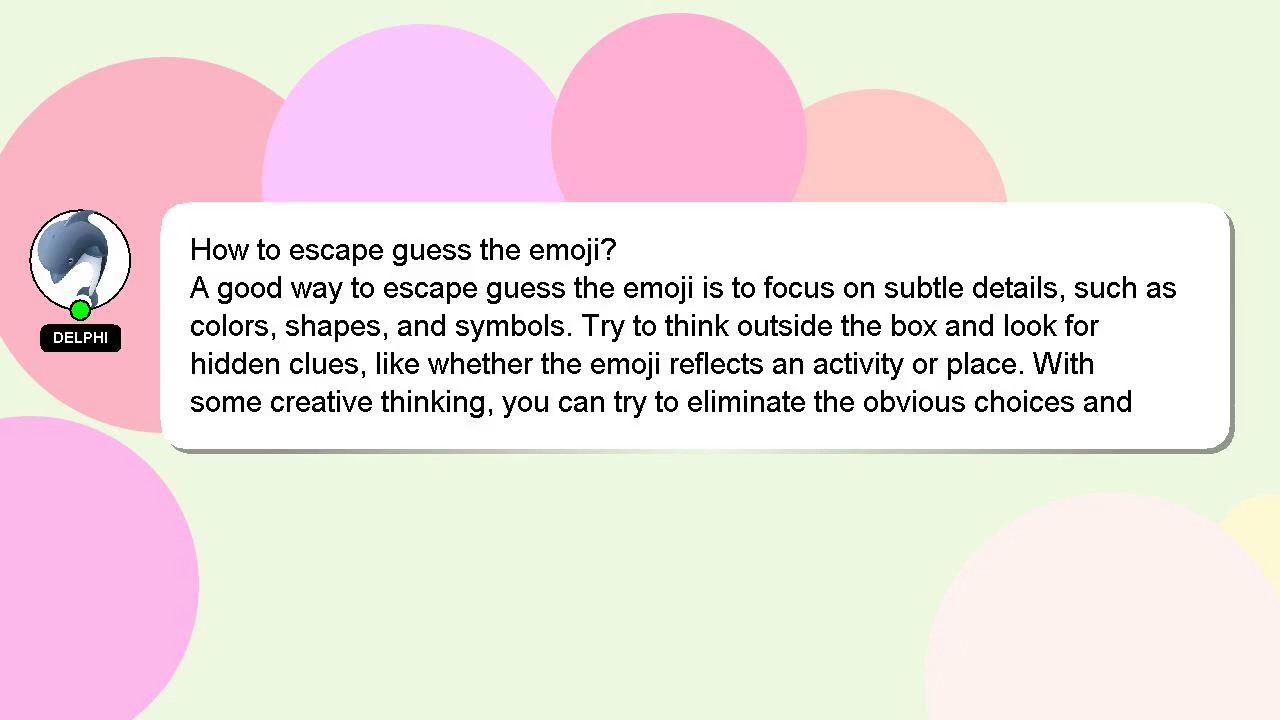 How to escape guess the emoji?
A good way to escape guess the emoji is to focus on subtle details, such as
colors, shapes, and symbols. Try to think outside the box and look for
hidden clues, like whether the emoji reflects an activity or place. With
some creative thinking, you can try to eliminate the obvious choices and
DELPHI